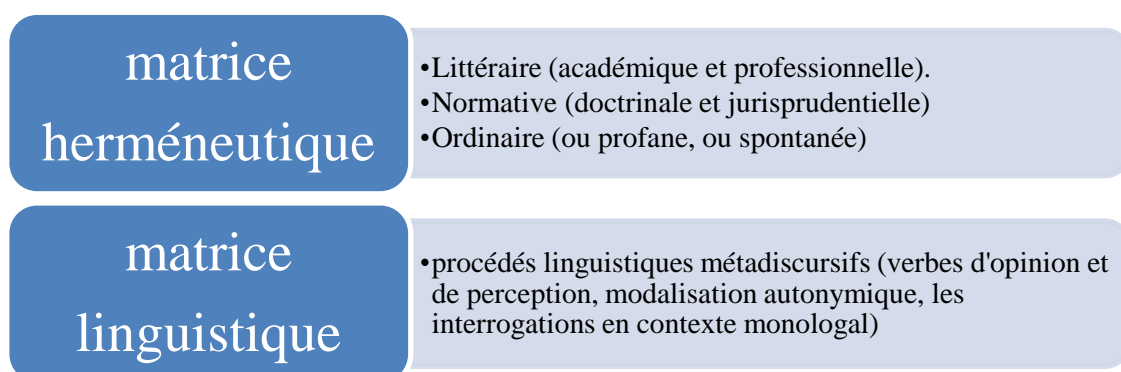 matrice
herméneutique
•Littéraire (académique et professionnelle).
•Normative (doctrinale et jurisprudentielle)
•Ordinaire (ou profane, ou spontanée)
matrice
linguistique
•procédés linguistiques métadiscursifs (verbes d'opinion et
de perception, modalisation autonymique, les
interrogations en contexte monologal)